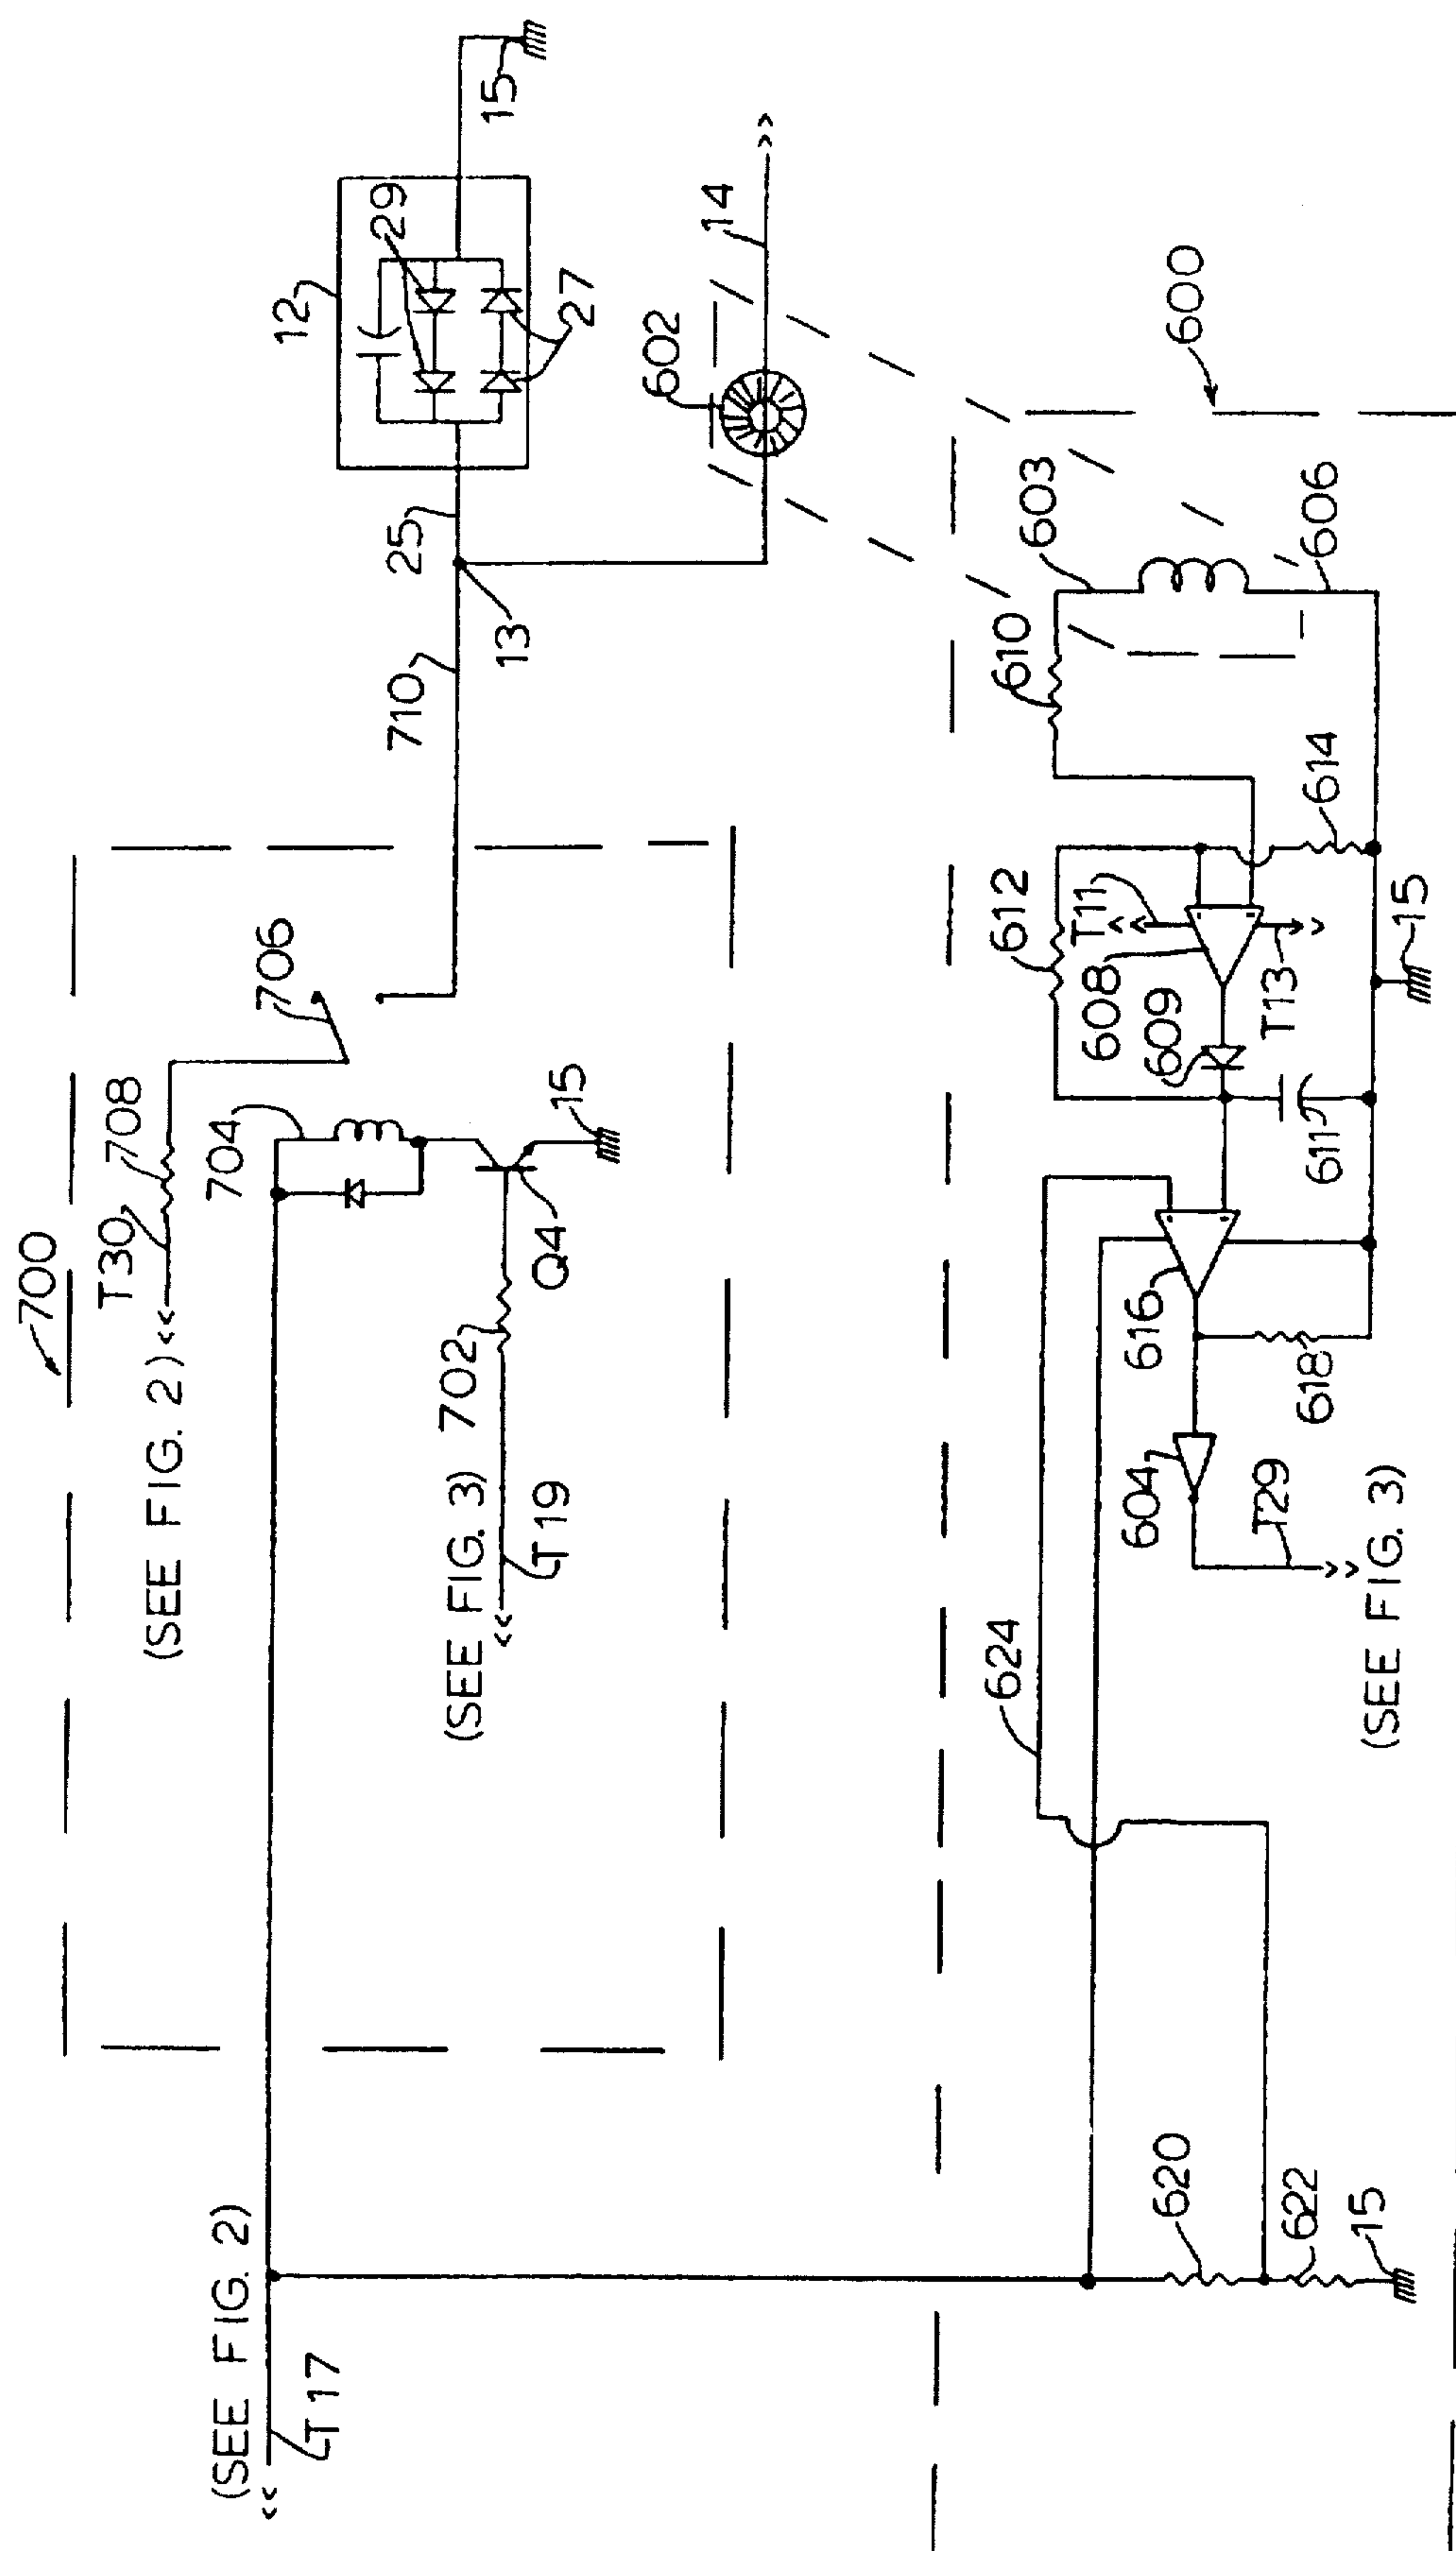 700
(SEE FIG. 2)
T30
708
706
704
(SEE FIG. 3)
702
T19
Q4
15
(SEE FIG. 2)
T17
710
13
25
12
29
27
15
602
14
600
603
606
610
612
614
T11
608
609
T13
611
15
616
618
604
T29
(SEE FIG. 3)
624
620
622
15